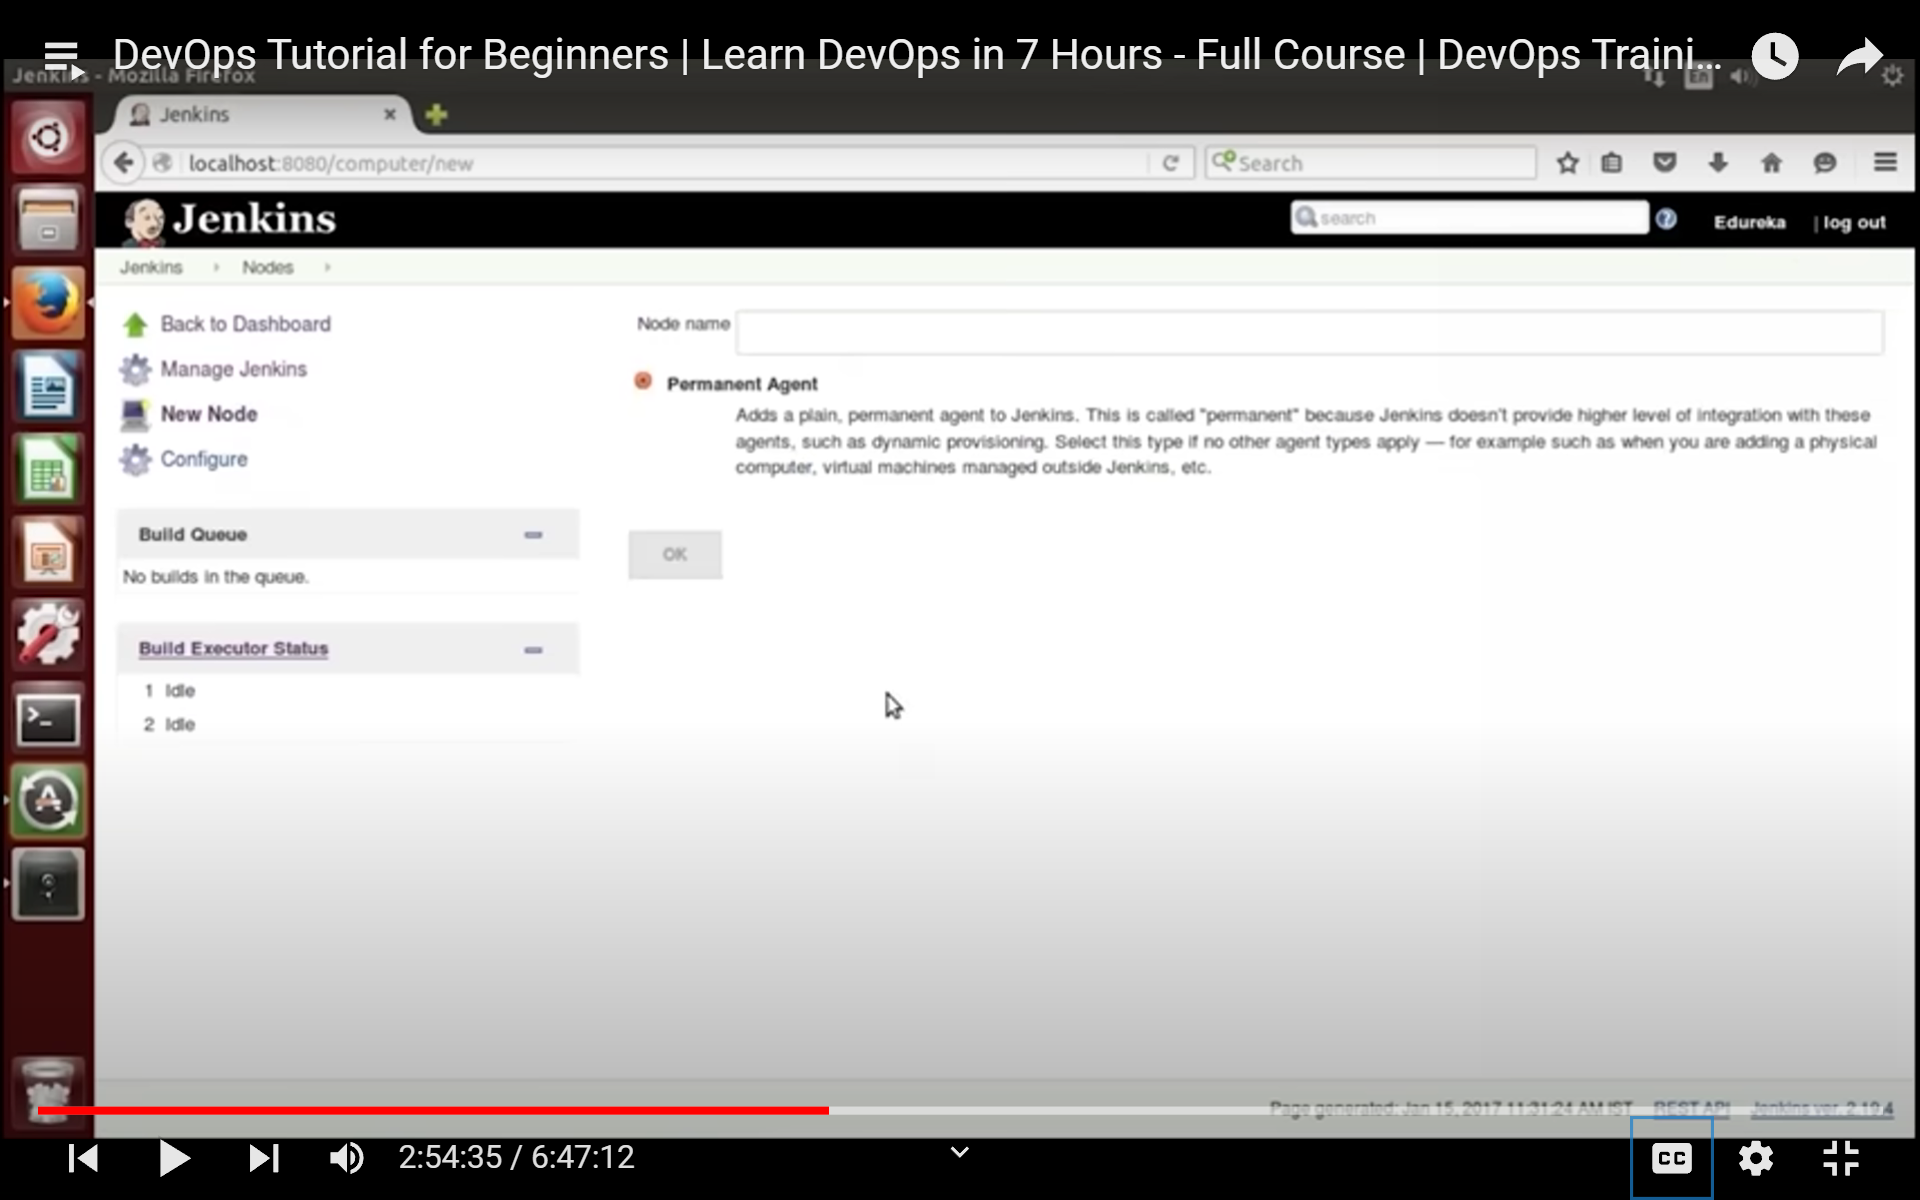 DevOps Tutorial for Beginners | Learn DevOps in 7 Hours - Full Course | DevOps Traini...
Jenkins - Mozilla Firefox
En
Jenkins
localhost:8080/computer/new
Search
Jenkins
search
Edureka
| log out
Jenkins
Nodes
Back to Dashboard
Manage Jenkins
New Node
Configure
Build Queue
No builds in the queue.
Build Executor Status
1 Idle
2 Idle
Node name
Permanent Agent
Adds a plain, permanent agent to Jenkins. This is called "permanent" because Jenkins doesn't provide higher level of integration with these
agents, such as dynamic provisioning. Select this type if no other agent types apply — for example such as when you are adding a physical
computer, virtual machines managed outside Jenkins, etc.
OK
Page generated: Jan 15, 2017 11:31:24 AM IST
REST API
Jenkins ver. 2.19.4
2:54:35 / 6:47:12
CC